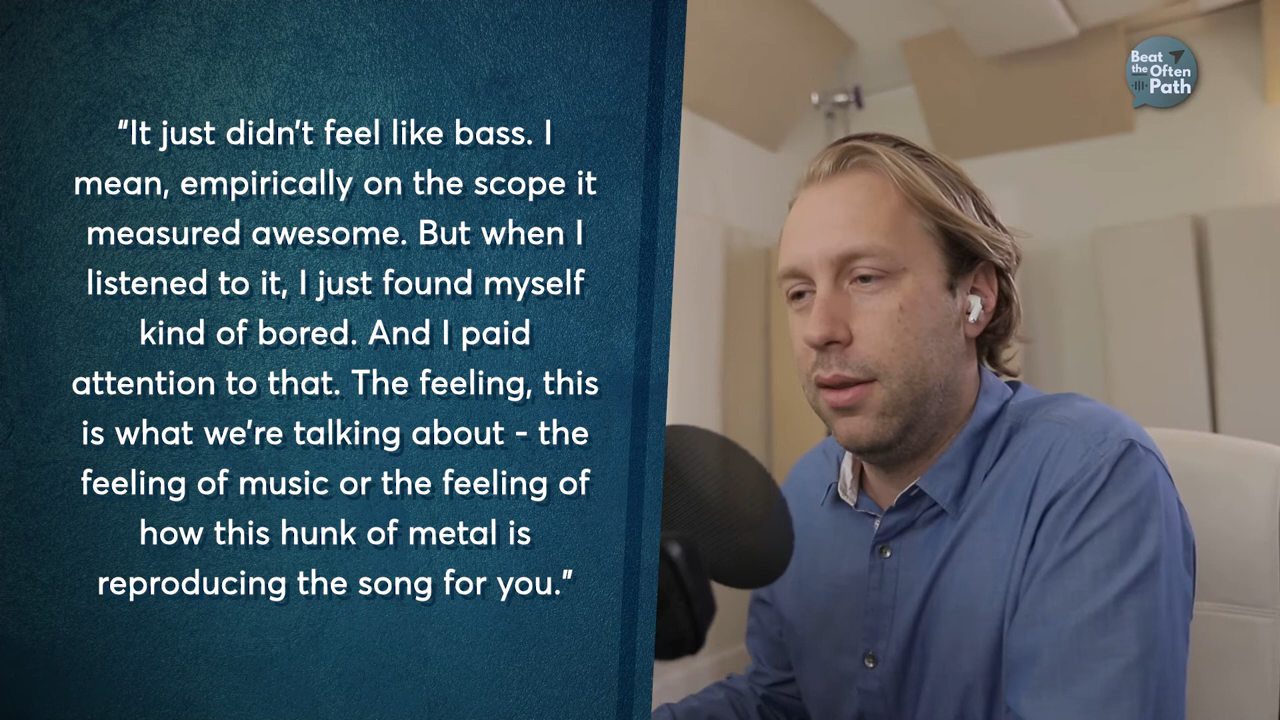 “It just didn’t feel like bass. I
mean, empirically on the scope it
measured awesome. But when I
listened to it, I just found myself
kind of bored. And I paid
attention to that. The feeling, this
is what we’re talking about - the
feeling of music or the feeling of
how this hunk of metal is
reproducing the song for you.”
Beat
the Often
Path